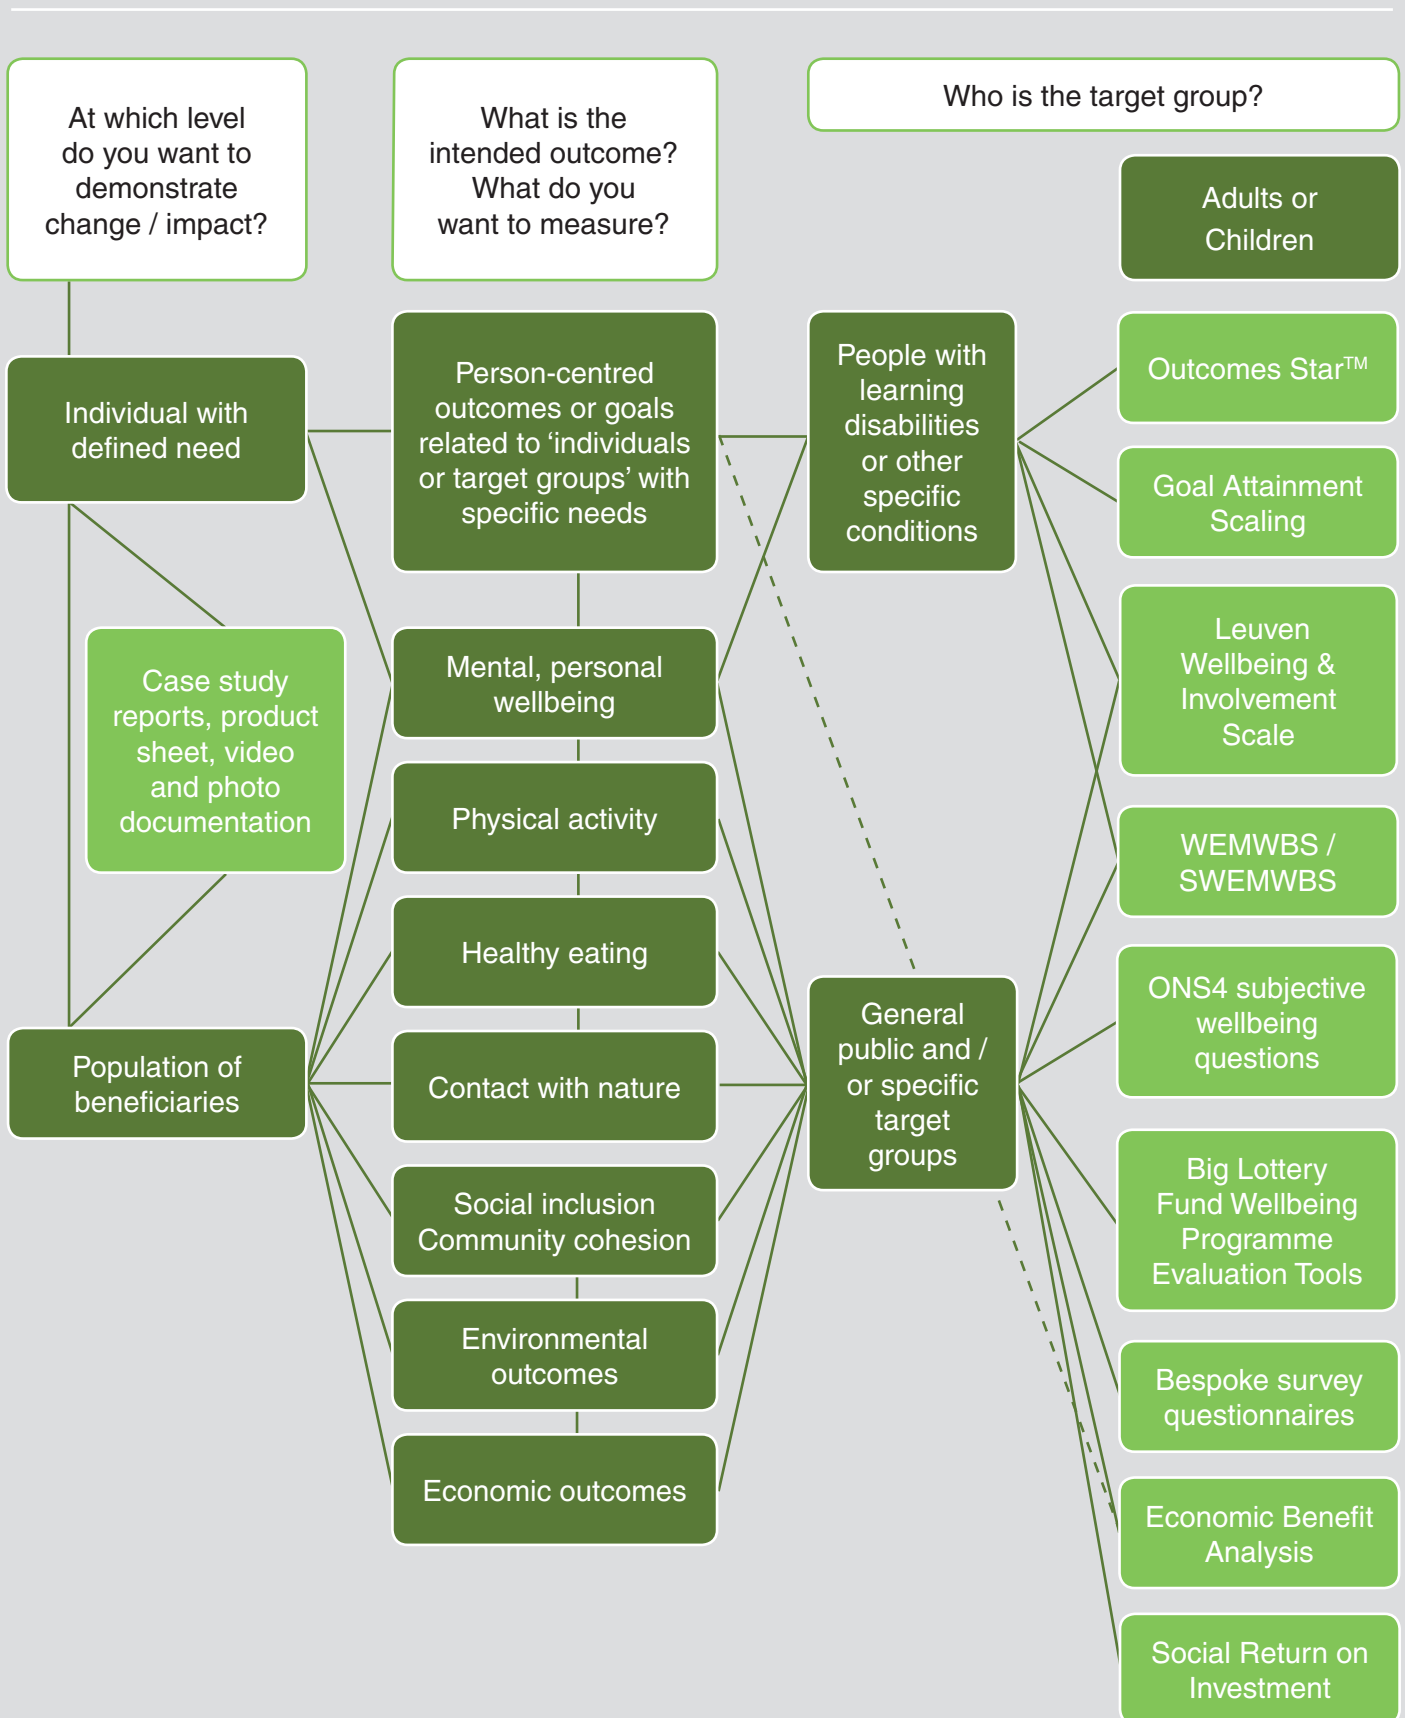 At which level
do you want to
demonstrate
change / impact?
What is the
intended outcome?
What do you
want to measure?
Who is the target group?
Adults or
Children
Individual with
defined need
Case study
reports, product
sheet, video
and photo
documentation
Population of
beneficiaries
Person-centred
outcomes or goals
related to ‘individuals
or target groups’ with
specific needs
Mental, personal
wellbeing
Physical activity
Healthy eating
Contact with nature
Social inclusion
Community cohesion
Environmental
outcomes
Economic outcomes
People with
learning
disabilities
or other
specific
conditions
General
public and /
or specific
target
groups
Outcomes Star™
Goal Attainment
Scaling
Leuven
Wellbeing &
Involvement
Scale
WEMWBS /
SWEMWBS
ONS4 subjective
wellbeing
questions
Big Lottery
Fund Wellbeing
Programme
Evaluation Tools
Bespoke survey
questionnaires
Economic Benefit
Analysis
Social Return on
Investment